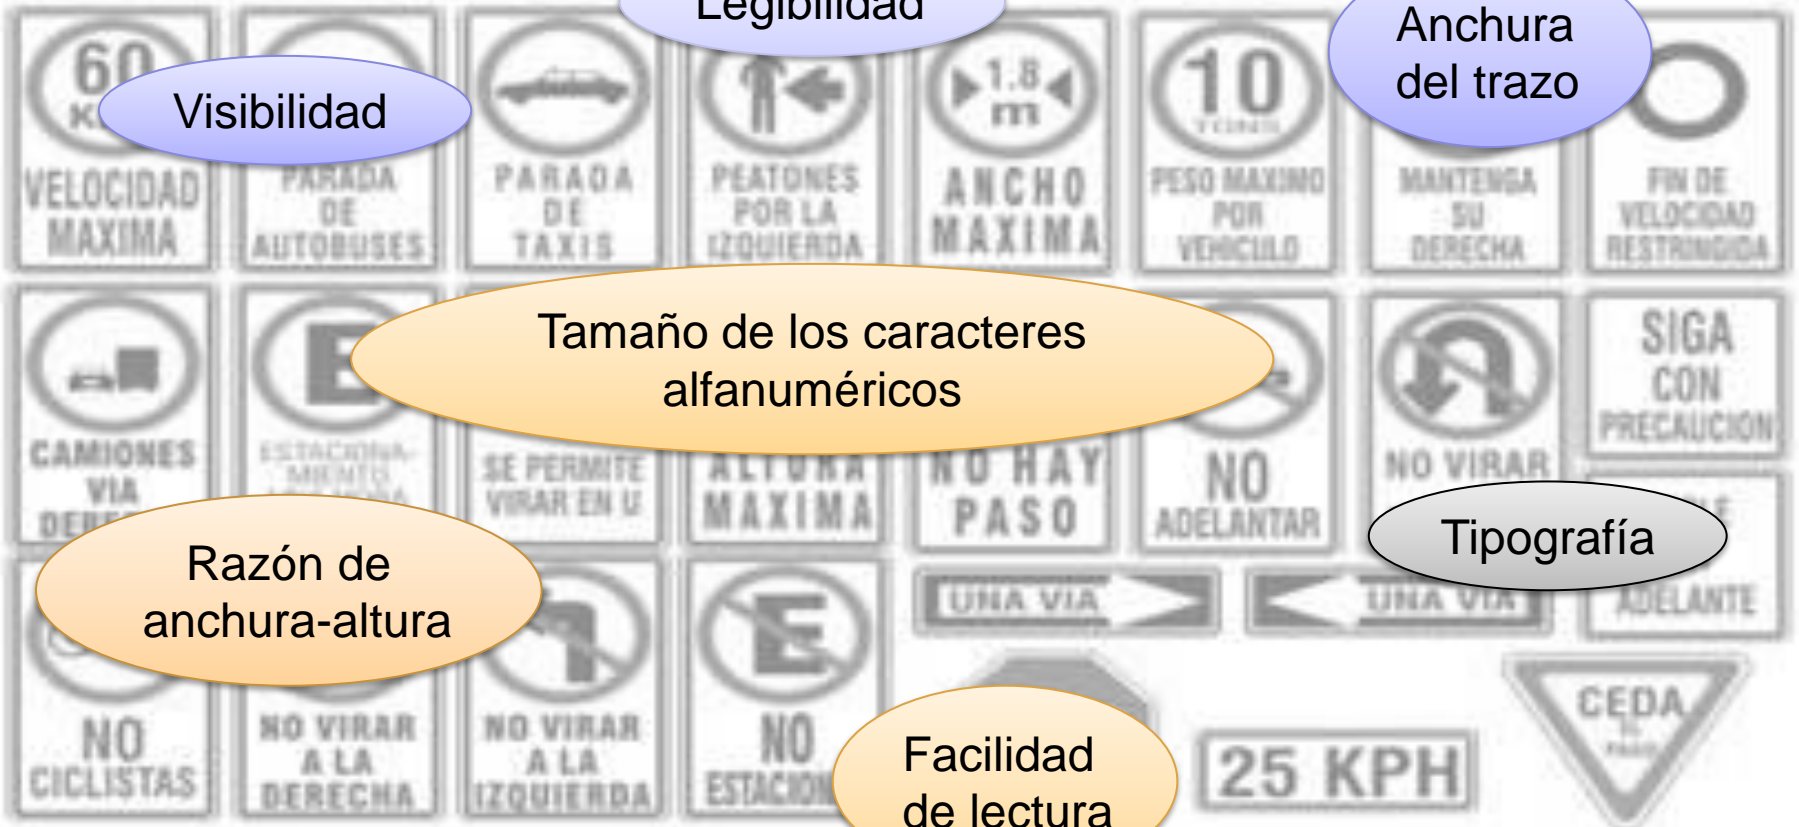 Legibilidad
Anchura
del trazo
Visibilidad
60
1.8
m
10
TONS
VELOCIDAD
MAXIMA
PARADA
DE
AUTOBUSES
PARADA
DE
TAXIS
PEATONES
POR LA
IZQUIERDA
ANCHO
MAXIMA
PESO MAXIMO
POR
VEHICULO
MANTENGA
SU
DERECHA
FIN DE
VELOCIDAD
RESTRINGIDA
Tamaño de los caracteres
alfanuméricos
E
SIGA
CON
PRECAUCION
CAMIONES
VIA
ESTACIONA-
MIENTO
SE PERMITE
VIRAR EN U
ALTURA
MAXIMA
NO HAY
PASO
NO
ADELANTAR
NO VIRAR
Tipografía
ADELANTE
Razón de
anchura-altura
UNA VIA
UNA VIA
E
NO
CICLISTAS
NO VIRAR
A LA
DERECHA
NO VIRAR
A LA
IZQUIERDA
NO
Facilidad
de lectura
25 KPH
CEDA